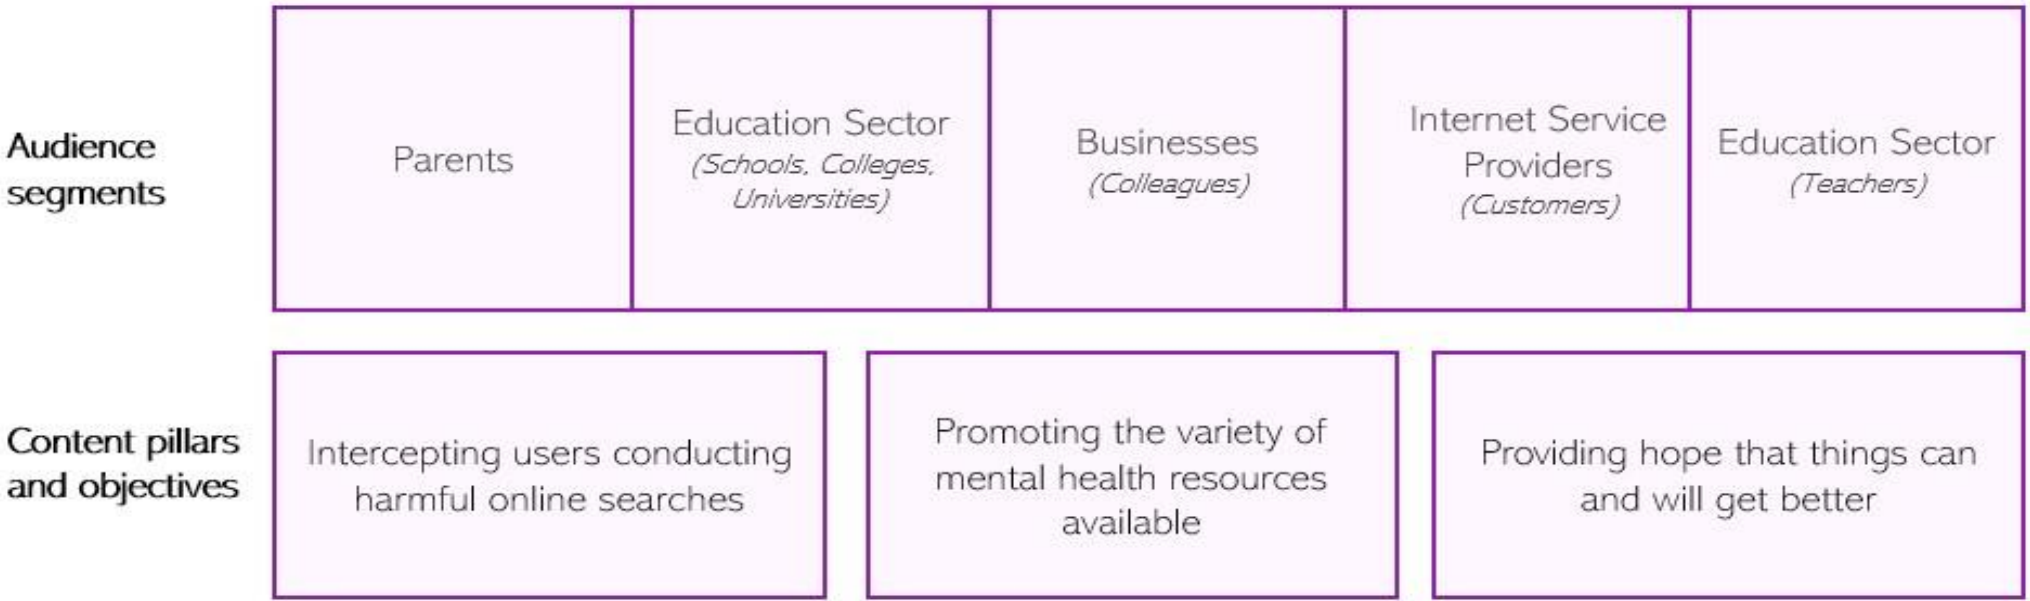 Audience
segments
Parents
Education Sector
(Schools, Colleges,
Universities)
Businesses
(Colleagues)
Internet Service
Providers
(Customers)
Education Sector
(Teachers)
Content pillars
and objectives
Intercepting users conducting
harmful online searches
Promoting the variety of
mental health resources
available
Providing hope that things can
and will get better